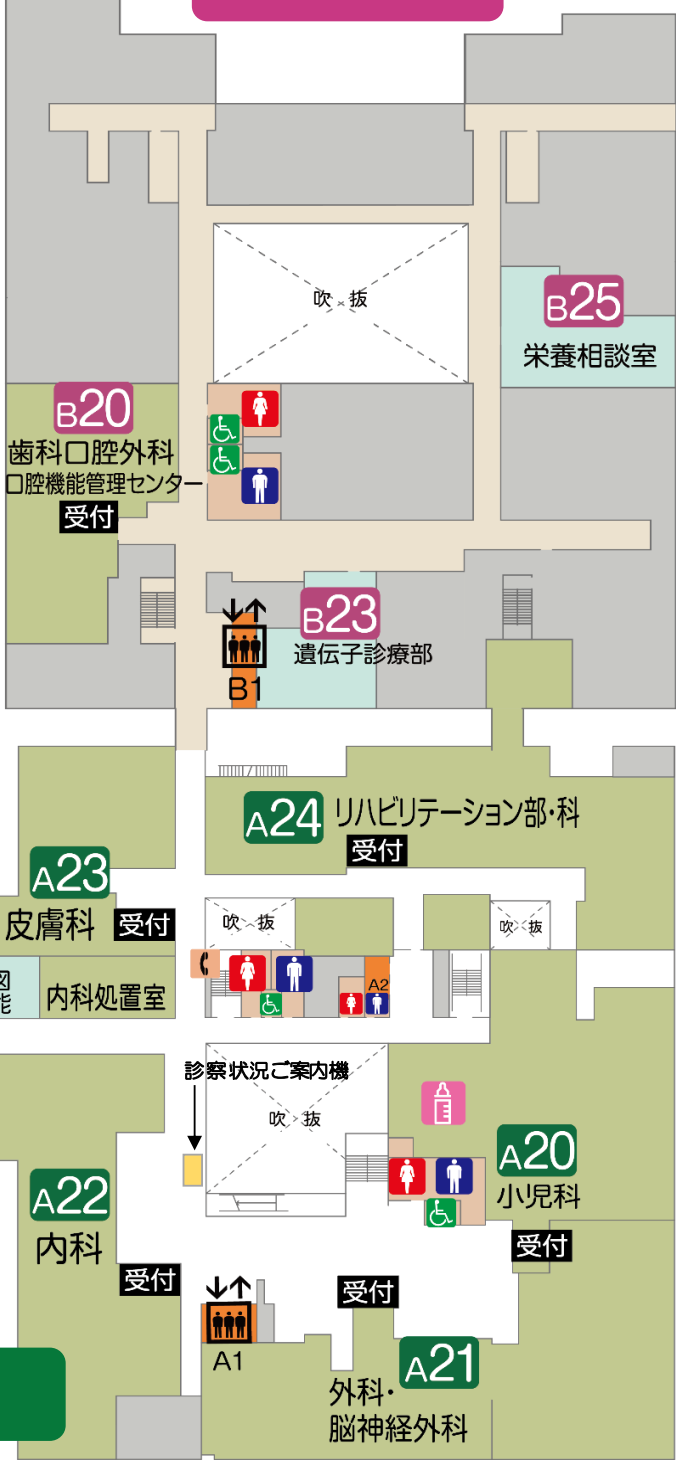 吹抜
B25
栄養相談室
B20
歯科口腔外科
口腔機能管理センター
受付
B23
遺伝子診療部
B1
A24 リハビリテーション部・科
受付
A23
皮膚科 受付
吹抜
吹抜
内科処置室
図
能
A2
診察状況ご案内機
吹抜
A20
小児科
受付
A22
内科
受付
受付
A1
A21
外科・
脳神経外科